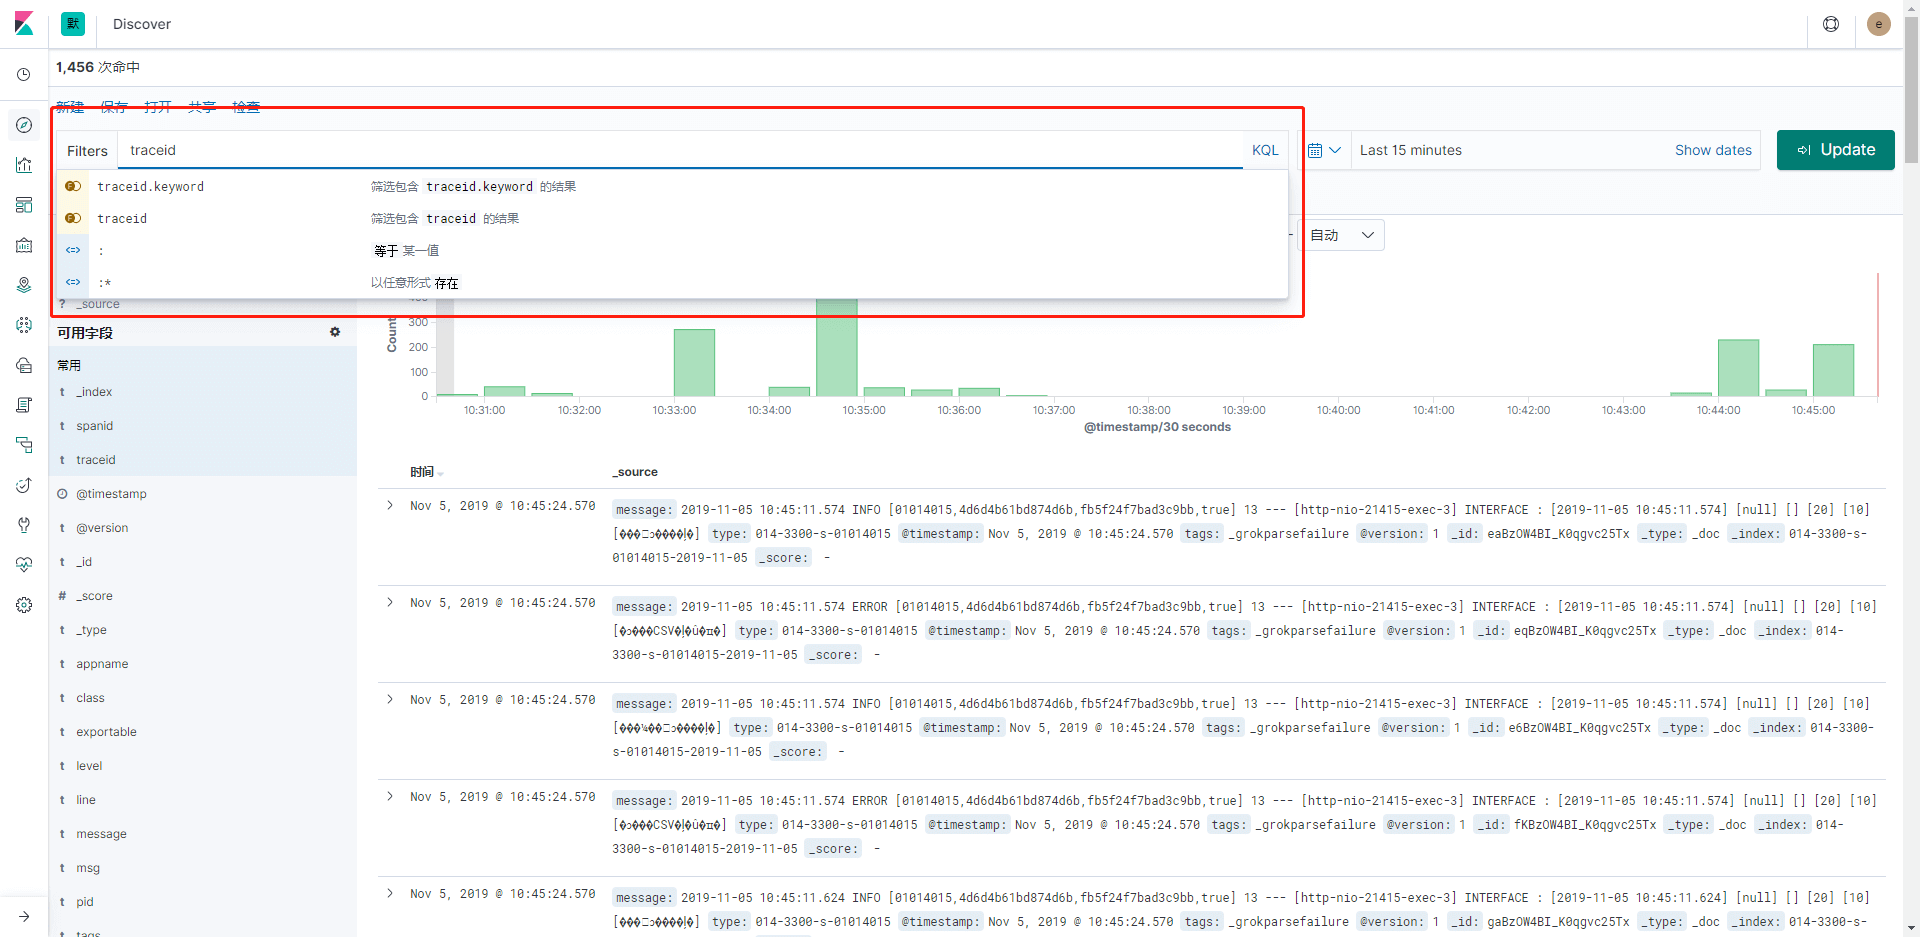 默 Discover e
1,456 次命中
新建 保存 打开 共享 检查
Filters traceid KQL Last 15 minutes Show dates Update
traceid.keyword 筛选包含 traceid.keyword 的结果
traceid 筛选包含 traceid 的结果
: 等于 某一值
:* 以任意形式 存在
自动
? _source
可用字段
常用
t _index
t spanid
t traceid
@timestamp
t @version
t _id
# _score
t _type
t appname
t class
t exportable
t level
t line
t message
t msg
t pid
t tags
Count
300
200
100
0
10:31:00 10:32:00 10:33:00 10:34:00 10:35:00 10:36:00 10:37:00 10:38:00 10:39:00 10:40:00 10:41:00 10:42:00 10:43:00 10:44:00 10:45:00
@timestamp/30 seconds
时间 _source
Nov 5, 2019 @ 10:45:24.570 message: 2019-11-05 10:45:11.574 INFO [01014015,4d6d4b61bd874d6b,fb5f24f7bad3c9bb,true] 13 --- [http-nio-21415-exec-3] INTERFACE : [2019-11-05 10:45:11.574] [null] [] [20] [10]
type: 014-3300-s-01014015 @timestamp: Nov 5, 2019 @ 10:45:24.570 tags: _grokparsefailure @version: 1 _id: eaBzOW4BI_K0qgvc25Tx _type: _doc _index: 014-3300-s-
01014015-2019-11-05 _score: -
Nov 5, 2019 @ 10:45:24.570 message: 2019-11-05 10:45:11.574 ERROR [01014015,4d6d4b61bd874d6b,fb5f24f7bad3c9bb,true] 13 --- [http-nio-21415-exec-3] INTERFACE : [2019-11-05 10:45:11.574] [null] [] [20] [10]
type: 014-3300-s-01014015 @timestamp: Nov 5, 2019 @ 10:45:24.570 tags: _grokparsefailure @version: 1 _id: eqBzOW4BI_K0qgvc25Tx _type: _doc _index: 014-
3300-s-01014015-2019-11-05 _score: -
Nov 5, 2019 @ 10:45:24.570 message: 2019-11-05 10:45:11.574 INFO [01014015,4d6d4b61bd874d6b,fb5f24f7bad3c9bb,true] 13 --- [http-nio-21415-exec-3] INTERFACE : [2019-11-05 10:45:11.574] [null] [] [20] [10]
type: 014-3300-s-01014015 @timestamp: Nov 5, 2019 @ 10:45:24.570 tags: _grokparsefailure @version: 1 _id: e6BzOW4BI_K0qgvc25Tx _type: _doc _index: 014-3300-
s-01014015-2019-11-05 _score: -
Nov 5, 2019 @ 10:45:24.570 message: 2019-11-05 10:45:11.574 ERROR [01014015,4d6d4b61bd874d6b,fb5f24f7bad3c9bb,true] 13 --- [http-nio-21415-exec-3] INTERFACE : [2019-11-05 10:45:11.574] [null] [] [20] [10]
type: 014-3300-s-01014015 @timestamp: Nov 5, 2019 @ 10:45:24.570 tags: _grokparsefailure @version: 1 _id: fKBzOW4BI_K0qgvc25Tx _type: _doc _index: 014-
3300-s-01014015-2019-11-05 _score: -
Nov 5, 2019 @ 10:45:24.570 message: 2019-11-05 10:45:11.624 INFO [01014015,4d6d4b61bd874d6b,fb5f24f7bad3c9bb,true] 13 --- [http-nio-21415-exec-3] INTERFACE : [2019-11-05 10:45:11.624] [null] [] [20] [10]
type: 014-3300-s-01014015 @timestamp: Nov 5, 2019 @ 10:45:24.570 tags: _grokparsefailure @version: 1 _id: gaBzOW4BI_K0qgvc25Tx _type: _doc _index: 014-3300-s-